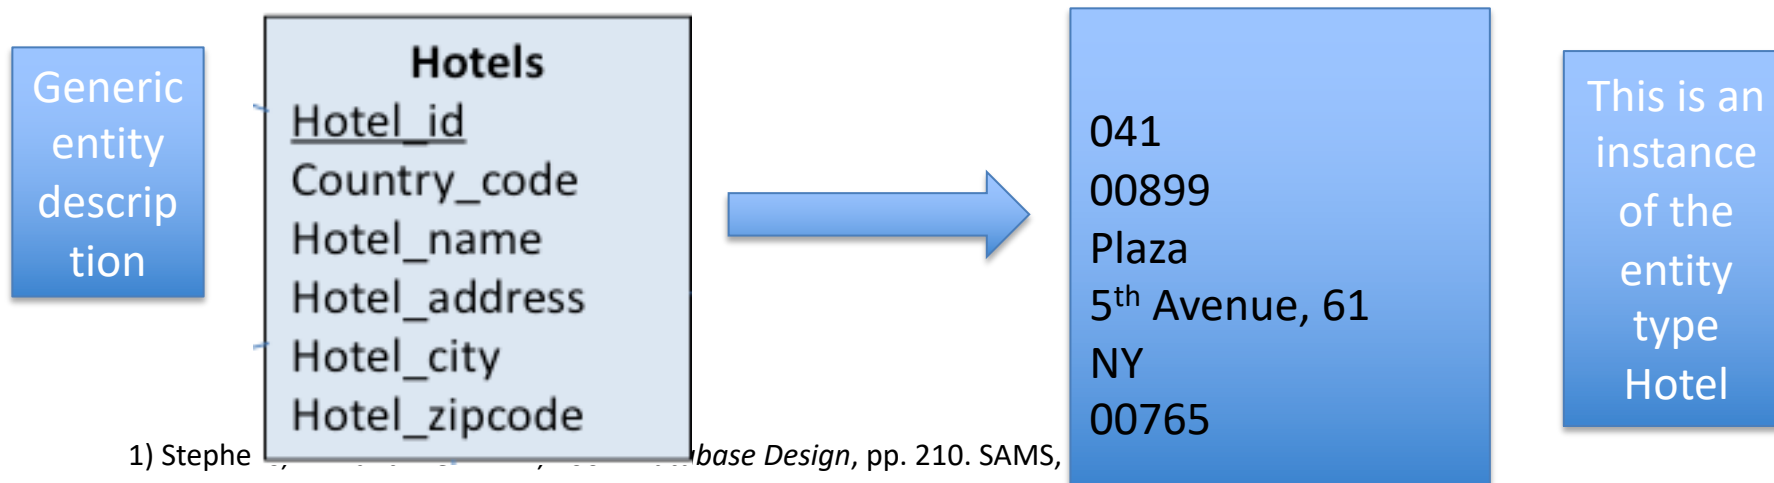 Generic
entity
descrip
tion
Hotels
Hotel_id
Country_code
Hotel_name
Hotel_address
Hotel_city
Hotel_zipcode
041
00899
Plaza
5th Avenue, 61
NY
00765
This is an
instance
of the
entity
type
Hotel
1) Stephe Design, pp. 210. SAMS,